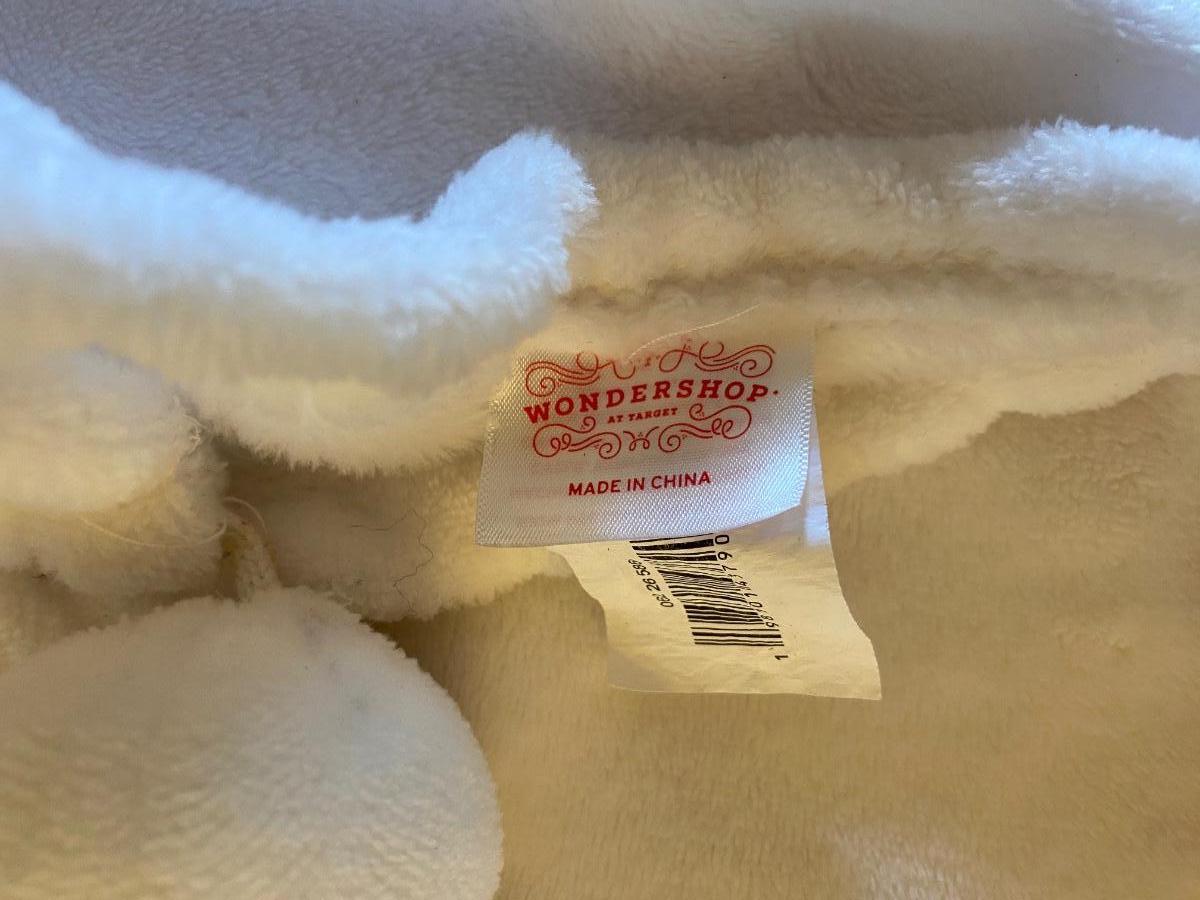 WONDERSHOP.
AT TARGET
MADE IN CHINA